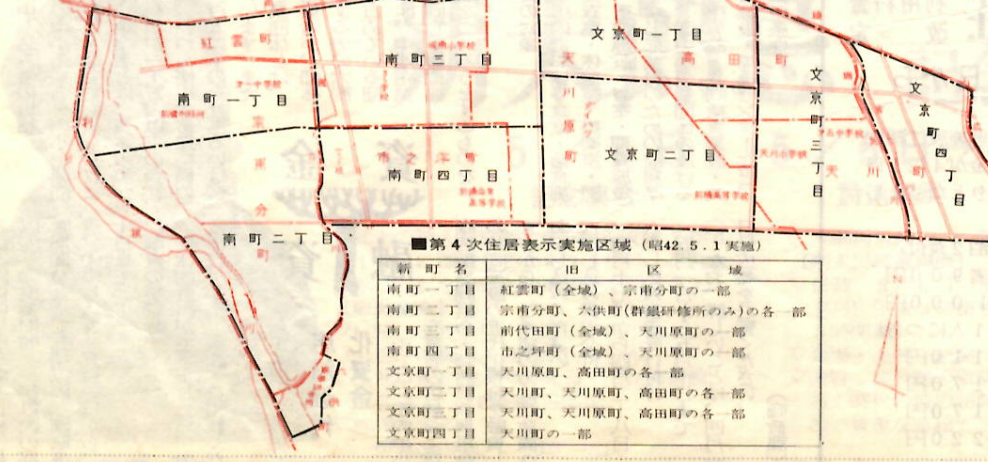 紅雲町
南町三丁目
文京町一丁目
天川原町
高田町
南町一丁目
文京町三丁目
文京町四丁目
宗甫分町
市之坪町
南町四丁目
文京町二丁目
天川小学校
天川町
南町二丁目
■第4次住居表示実施区域(昭42.5.1実施)
新町名 旧区域
南町一丁目 紅雲町(全域)、宗甫分町の一部
南町二丁目 宗甫分町、六供町(群銀研修所のみ)の各一部
南町三丁目 前代田町(全域)、天川原町の一部
南町四丁目 市之坪町(全域)、天川原町の一部
文京町一丁目 天川原町、高田町の各一部
文京町二丁目 天川町、天川原町、高田町の各一部
文京町三丁目 天川町、天川原町、高田町の各一部
文京町四丁目 天川町の一部